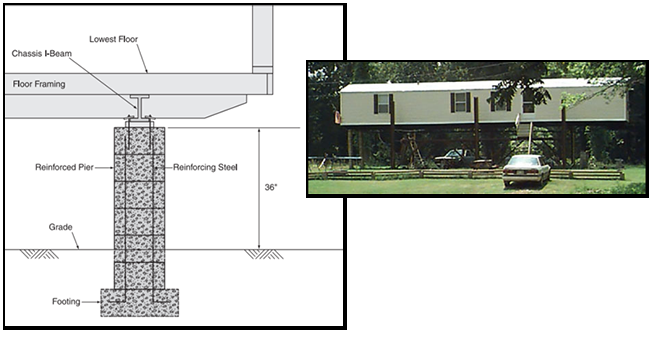 Lowest Floor
Chassis I-Beam
Floor Framing
Reinforced Pier
Reinforcing Steel
36"
Grade
Footing